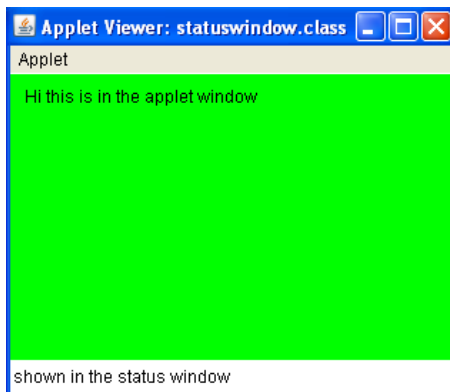 Applet Viewer: statuswindow.class
Applet
Hi this is in the applet window
shown in the status window